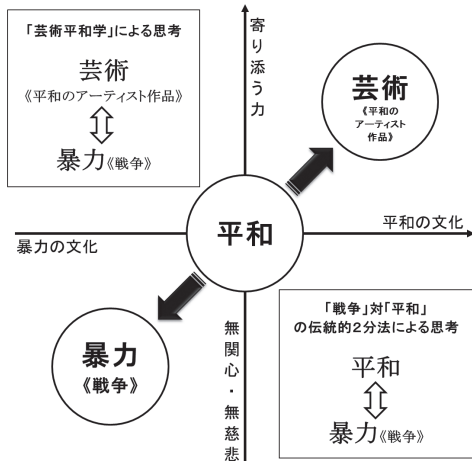 「芸術平和学」による思考
芸術
《平和のアーティスト作品》
暴力《戦争》
寄り添う力
芸術
《平和の
アーティスト
作品》
平和
暴力の文化
平和の文化
暴力
《戦争》
無関心・無慈悲
「戦争」対「平和」
の伝統的2分法による思考
平和
暴力《戦争》